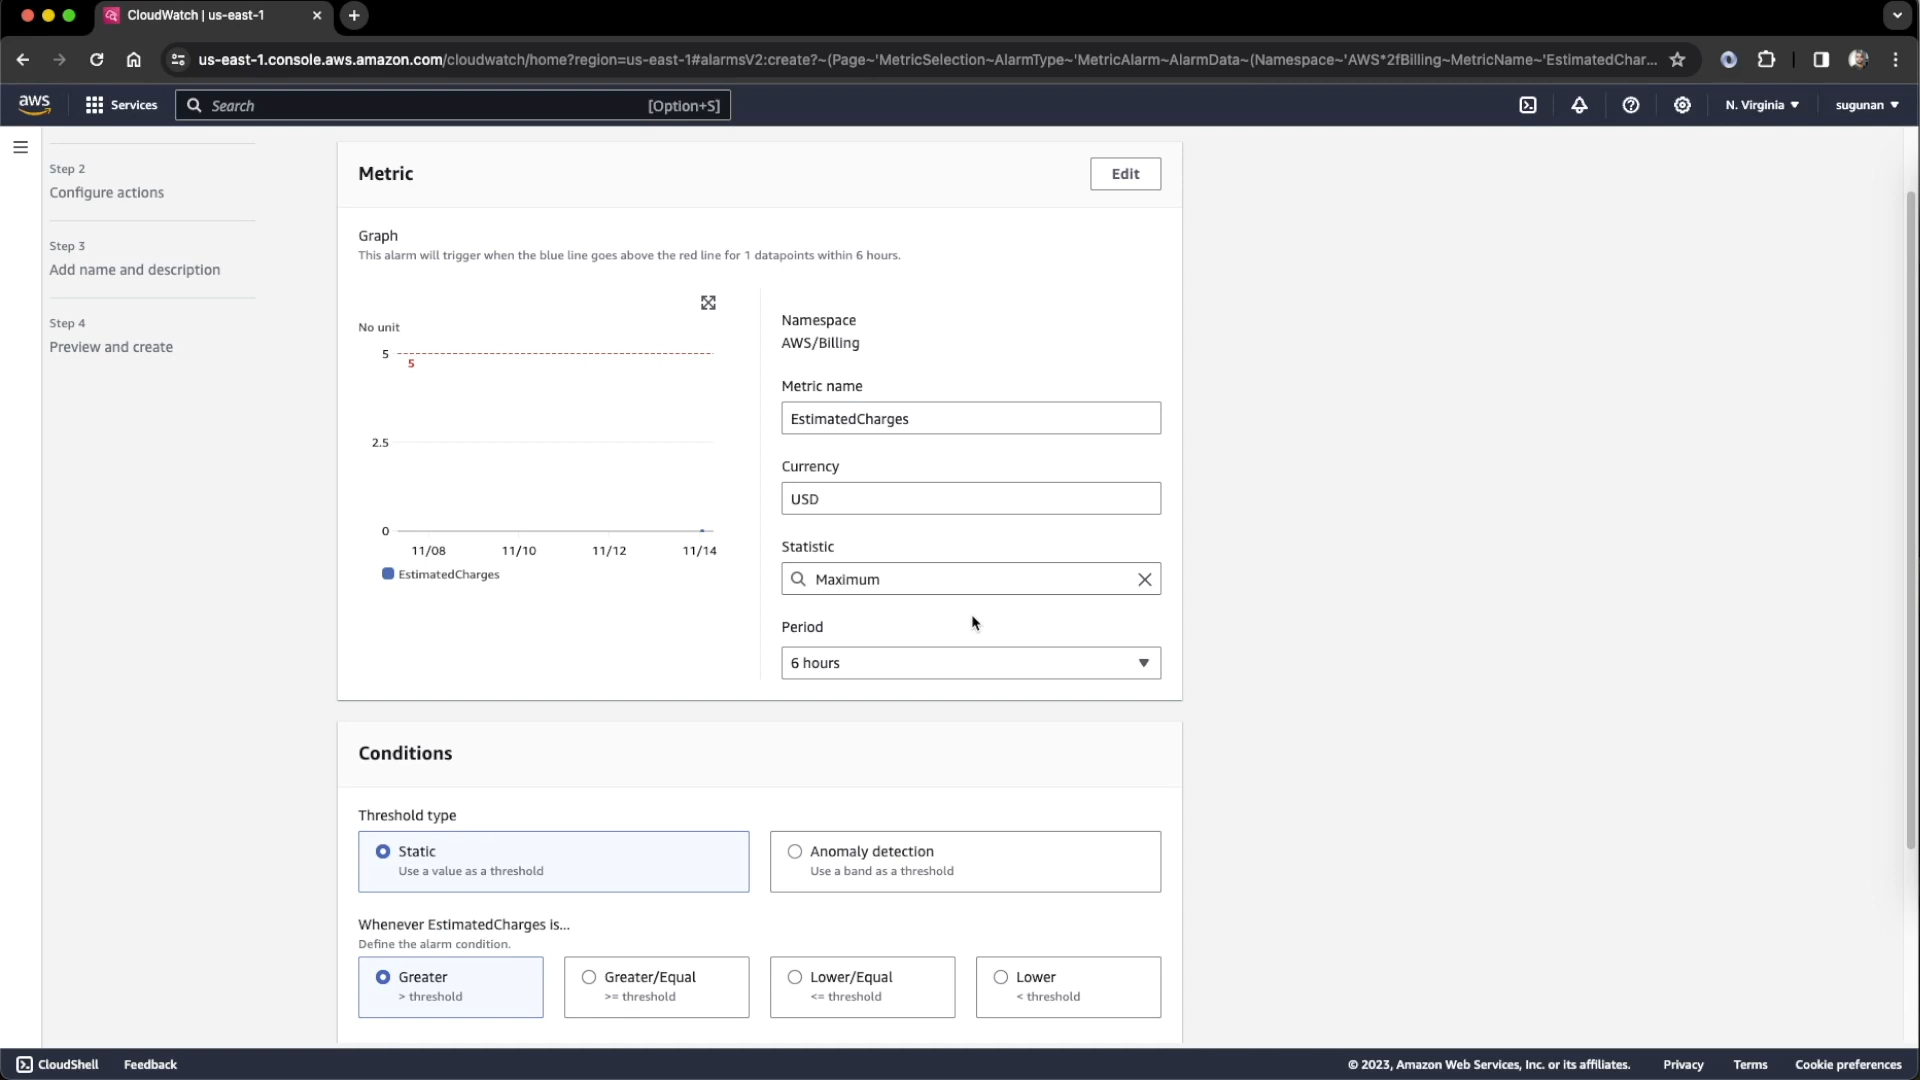 CloudWatch | us-east-1
us-east-1.console.aws.amazon.com/cloudwatch/home?region=us-east-1#alarmsV2:create?~(Page~'MetricSelection~AlarmType~'MetricAlarm~AlarmData~(Namespace~'AWS*2fBilling~MetricName~'EstimatedChar...
aws
Services
Search
[Option+S]
N. Virginia
sugunan
Step 2
Configure actions
Step 3
Add name and description
Step 4
Preview and create
Metric
Edit
Graph
This alarm will trigger when the blue line goes above the red line for 1 datapoints within 6 hours.
No unit
5
5
2.5
0
11/08 11/10 11/12 11/14
EstimatedCharges
Namespace
AWS/Billing
Metric name
EstimatedCharges
Currency
USD
Statistic
Maximum
Period
6 hours
Conditions
Threshold type
Static
Use a value as a threshold
Anomaly detection
Use a band as a threshold
Whenever EstimatedCharges is...
Define the alarm condition.
Greater
> threshold
Greater/Equal
>= threshold
Lower/Equal
<= threshold
Lower
< threshold
CloudShell
Feedback
© 2023, Amazon Web Services, Inc. or its affiliates.
Privacy
Terms
Cookie preferences